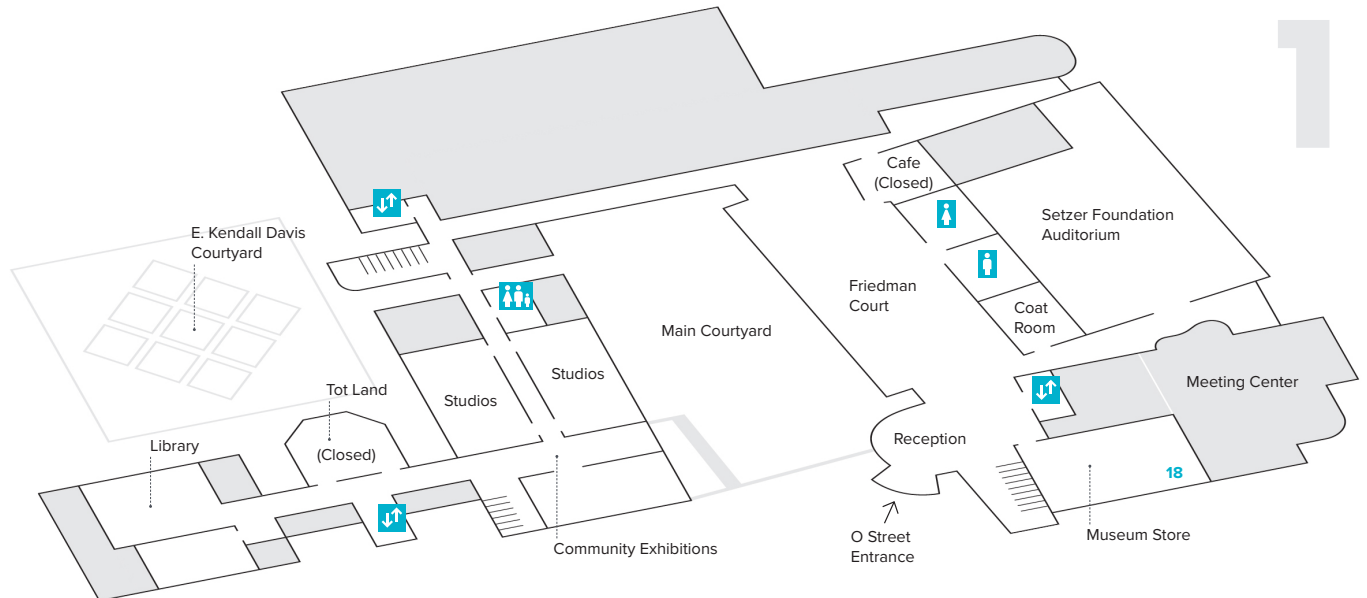 1
Cafe
(Closed)
E. Kendall Davis
Courtyard
Setzer Foundation
Auditorium
Friedman
Court
Coat
Room
Main Courtyard
Studios
Studios
Meeting Center
Tot Land
(Closed)
Library
Reception
18
Community Exhibitions
O Street
Entrance
Museum Store